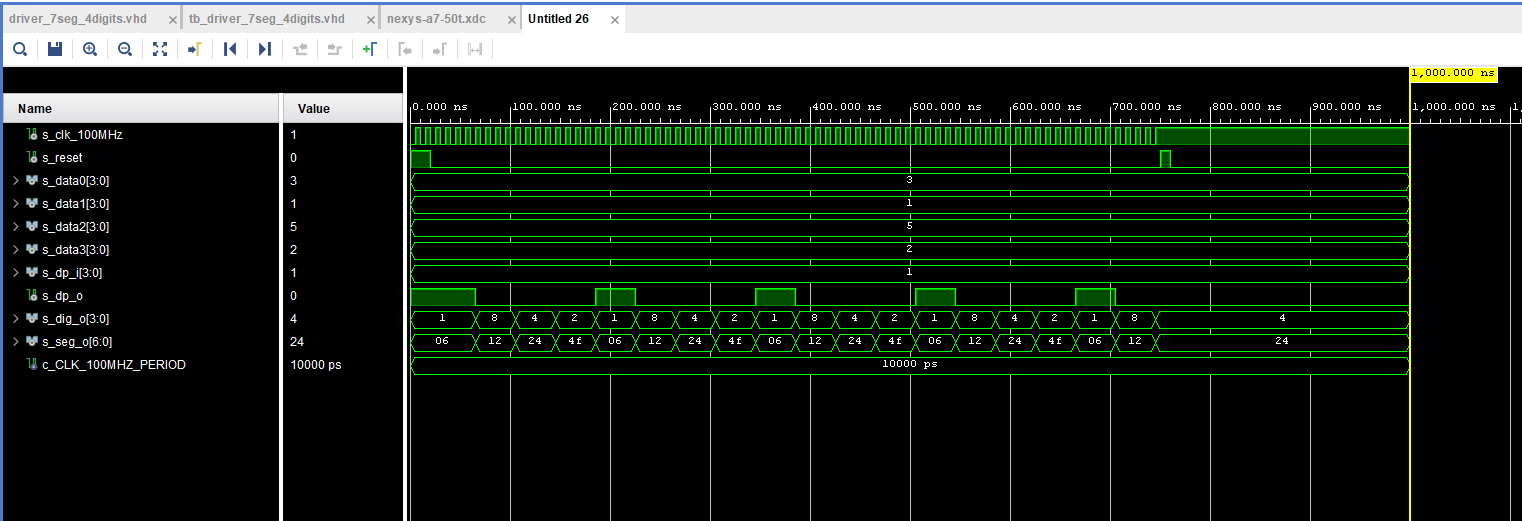 driver_7seg_4digits.vhd × tb_driver_7seg_4digits.vhd × nexys-a7-50t.xdc × Untitled 26 ×
1,000.000 ns
Name Value
0.000 ns 100.000 ns 200.000 ns 300.000 ns 400.000 ns 500.000 ns 600.000 ns 700.000 ns 800.000 ns 900.000 ns 1,000.000 ns 1,
s_clk_100MHz 1
s_reset 0
s_data0[3:0] 3 3
s_data1[3:0] 1 1
s_data2[3:0] 5 5
s_data3[3:0] 2 2
s_dp_i[3:0] 1 1
s_dp_o 0
s_dig_o[3:0] 4 1 8 4 2 1 8 4 2 1 8 4 2 1 8 4 2 1 8 4
s_seg_o[6:0] 24 06 12 24 4f 06 12 24 4f 06 12 24 4f 06 12 24 4f 06 12 24
c_CLK_100MHZ_PERIOD 10000 ps 10000 ps